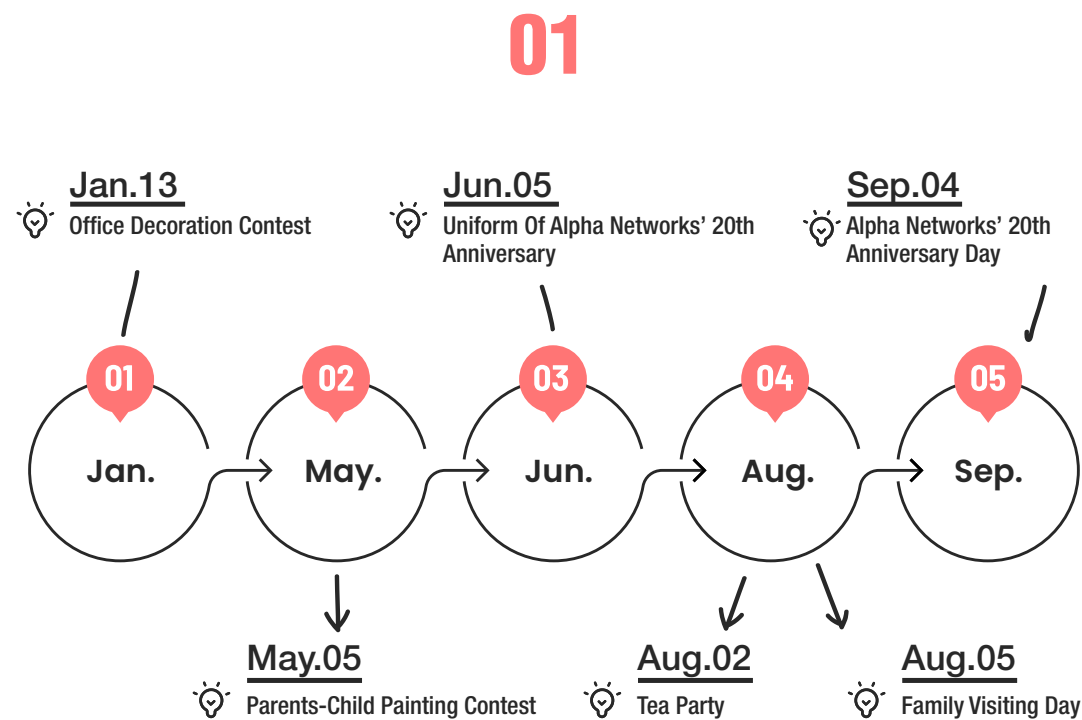 01
Jan.13
Office Decoration Contest
Jun.05
Uniform Of Alpha Networks’ 20th
Anniversary
Sep.04
Alpha Networks’ 20th
Anniversary Day
01
02
03
04
05
Jan.
May.
Jun.
Aug.
Sep.
May.05
Parents-Child Painting Contest
Aug.02
Tea Party
Aug.05
Family Visiting Day